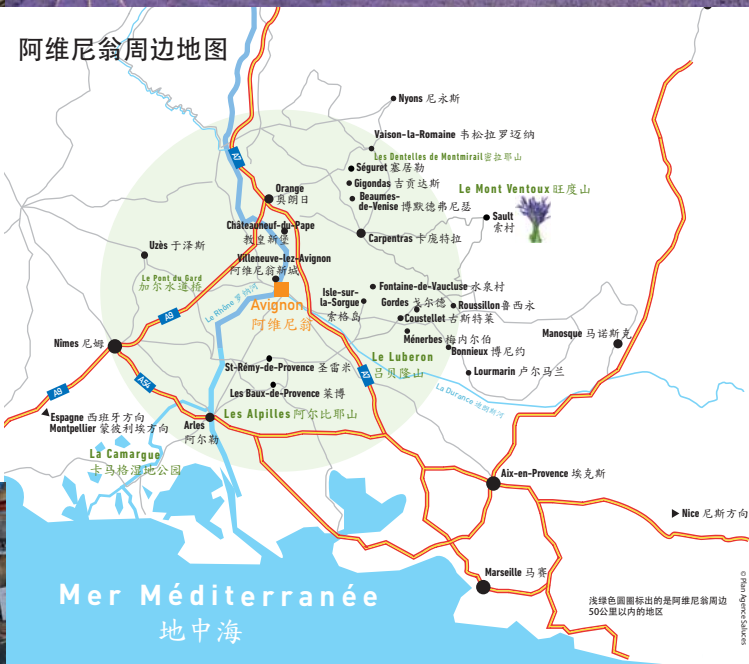 阿维尼翁周边地图
Nyons 尼永斯
Vaison-la-Romaine 韦松拉罗迈纳
Les Dentelles de Montmirail 密拉耶山
Séguret 塞居勒
Gigondas 吉贡达斯
Le Mont Ventoux 旺度山
Beaumes-
de-Venise 博默德弗尼瑟
Orange
奥朗日
Sault
索村
A7
Châteauneuf-du-Pape
教皇新堡
Carpentras 卡庞特拉
Uzès 于泽斯
Villeneuve-lez-Avignon
阿维尼翁新城
Le Pont du Gard
加尔水道桥
Fontaine-de-Vaucluse 水泉村
Isle-sur-
la-Sorgue
索格岛
Gordes 戈尔德
Roussillon 鲁西永
Avignon
阿维尼翁
Le Rhône 罗纳河
A9
Coustellet 古斯特莱
Ménerbes 梅内尔伯
Manosque 马诺斯克
Nîmes 尼姆
Bonnieux 博尼约
Le Luberon
吕贝隆山
St-Rémy-de-Provence 圣雷米
Lourmarin 卢尔马兰
A7
A9
A54
Les Baux-de-Provence 莱博
La Durance
Espagne 西班牙方向
Montpellier 蒙彼利埃方向
Les Alpilles 阿尔比耶山
Arles
阿尔勒
La Camargue
卡马格湿地公园
Aix-en-Provence 埃克斯
Nice 尼斯方向
Marseille 马赛
Mer Méditerranée
地中海
浅绿色圆圈标出的是阿维尼翁周边
50公里以内的地区
© Plan Agence Saluces